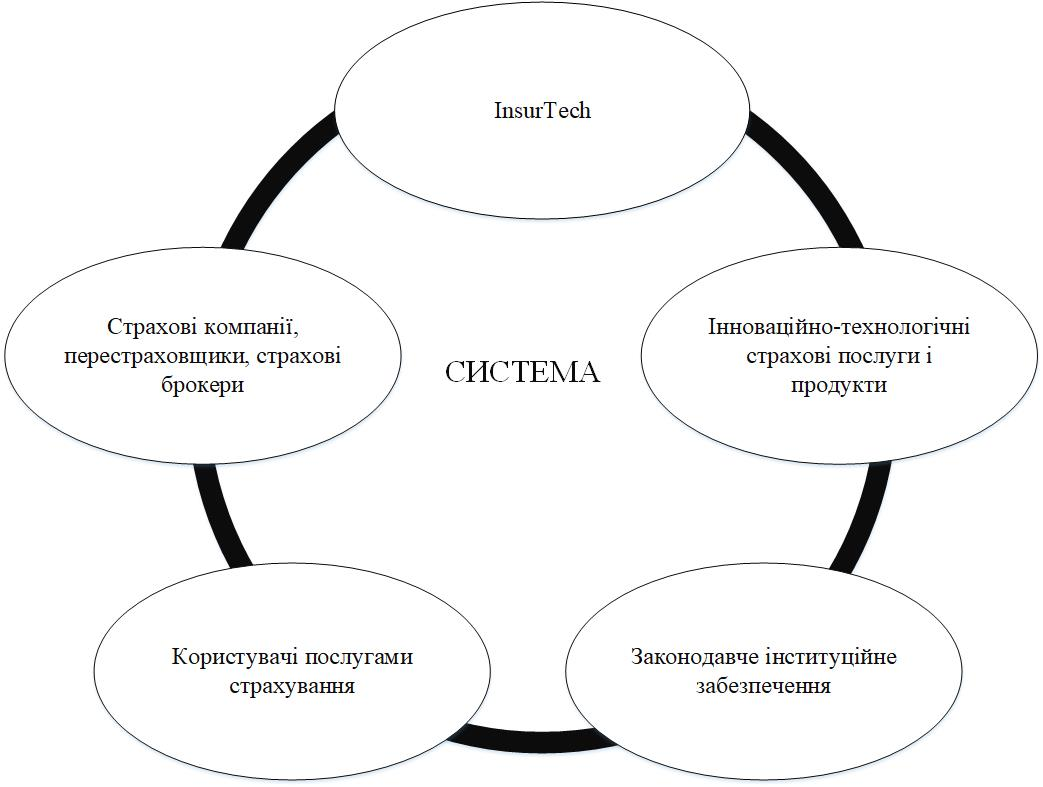 InsurTech
Страхові компанії,
перестраховщики, страхові
брокери
СИСТЕМА
Інноваційно-технологічні
страхові послуги і
продукти
Користувачі послугами
страхування
Законодавче інституційне
забезпечення